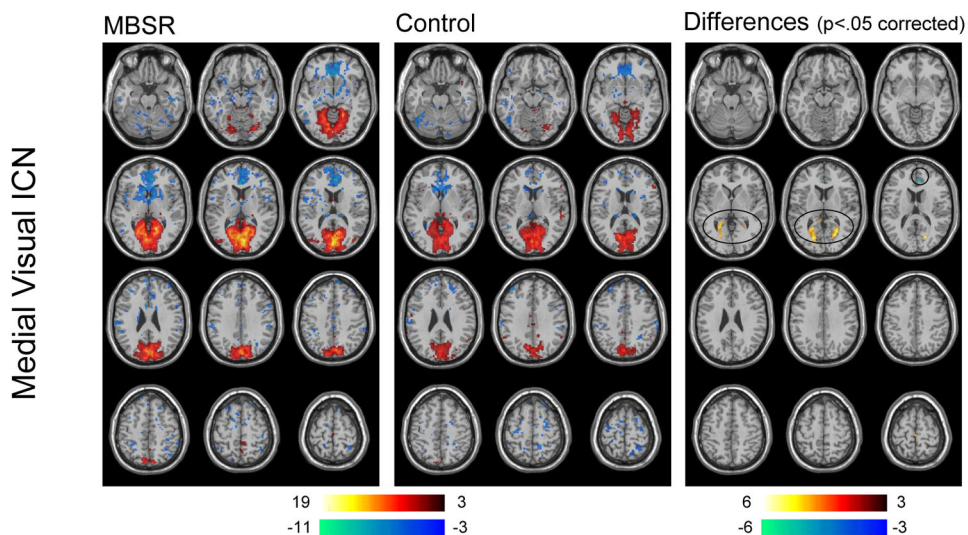 MBSR
Control
Differences (p<.05 corrected)
Medial Visual ICN
19 3
-11 -3
6 3
-6 -3